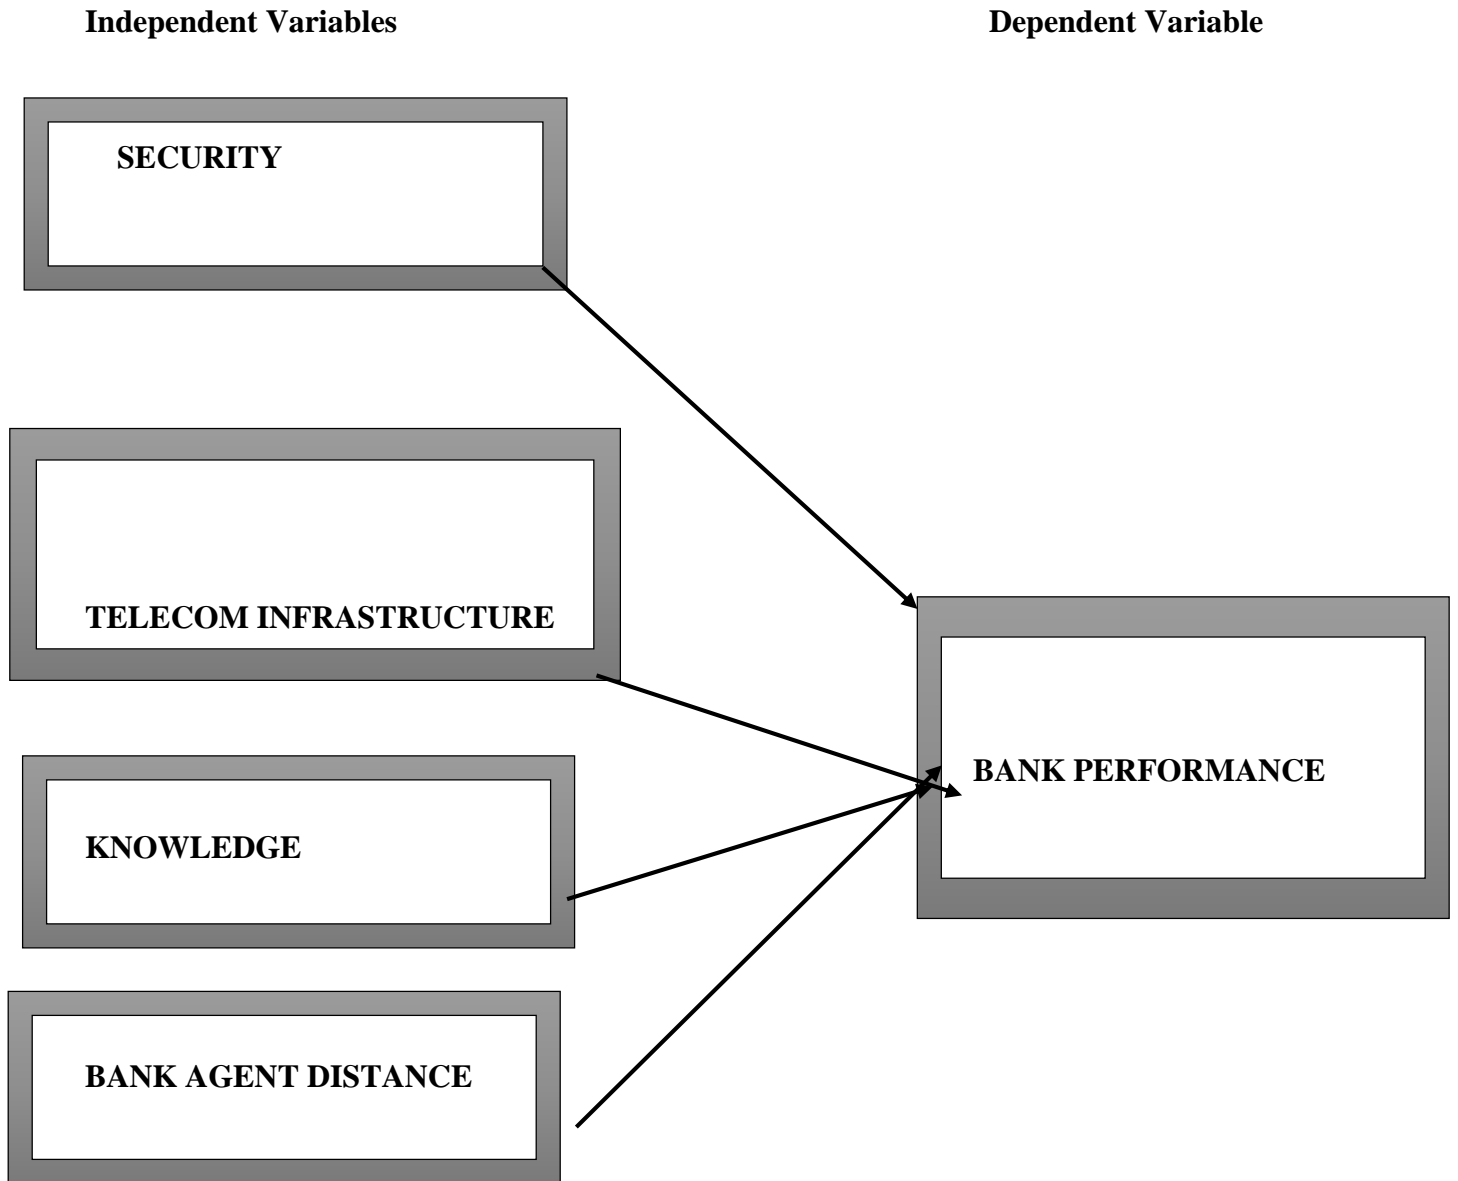 Independent Variables
Dependent Variable
SECURITY
TELECOM INFRASTRUCTURE
BANK PERFORMANCE
KNOWLEDGE
BANK AGENT DISTANCE